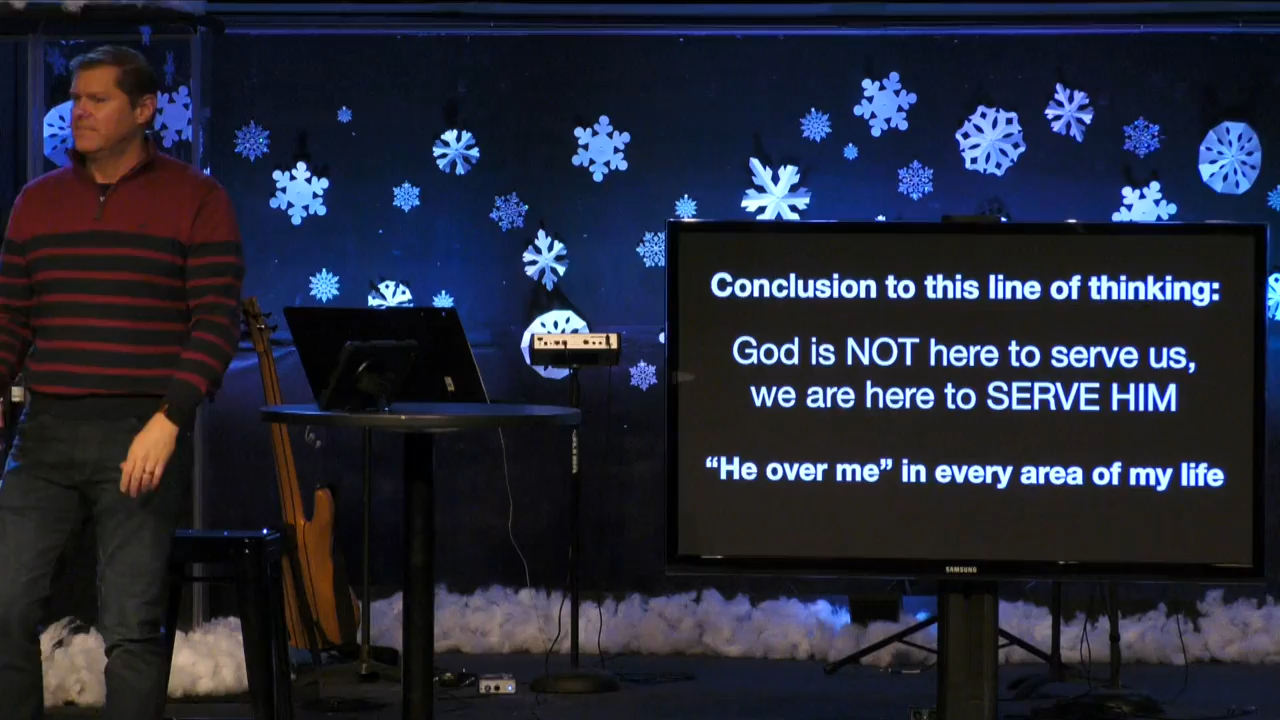 Conclusion to this line of thinking:
God is NOT here to serve us,
we are here to SERVE HIM
“He over me” in every area of my life
SAMSUNG